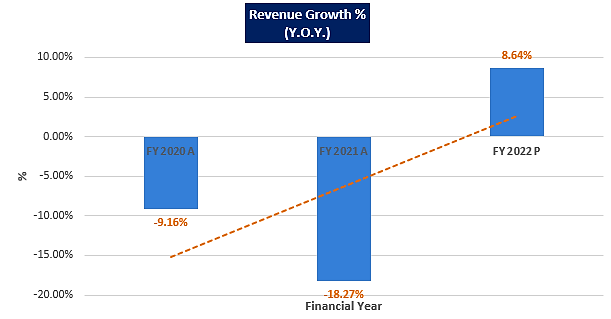 Revenue Growth %
(Y.O.Y.)
10.00%
8.64%
5.00%
0.00%
FY 2020 A
FY 2021 A
FY 2022 P
%
-5.00%
-10.00%
-9.16%
-15.00%
-20.00%
-18.27%
Financial Year